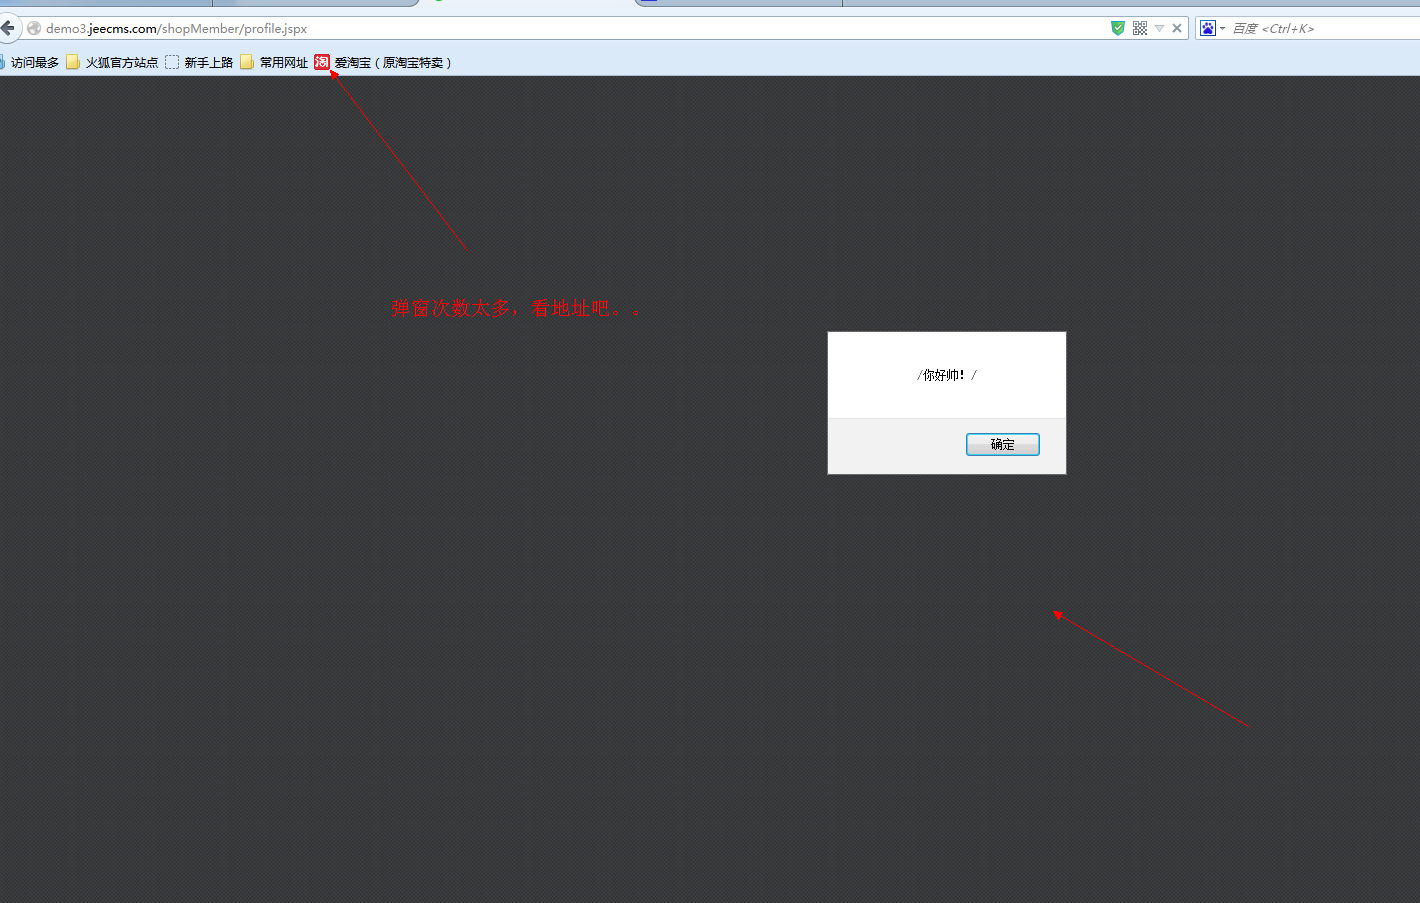 demo3.jeecms.com/shopMember/profile.jspx
百度 <Ctrl+K>
访问最多 火狐官方站点 新手上路 常用网址 淘 爱淘宝（原淘宝特卖）
弹窗次数太多，看地址吧。。
/你好帅！/
确定